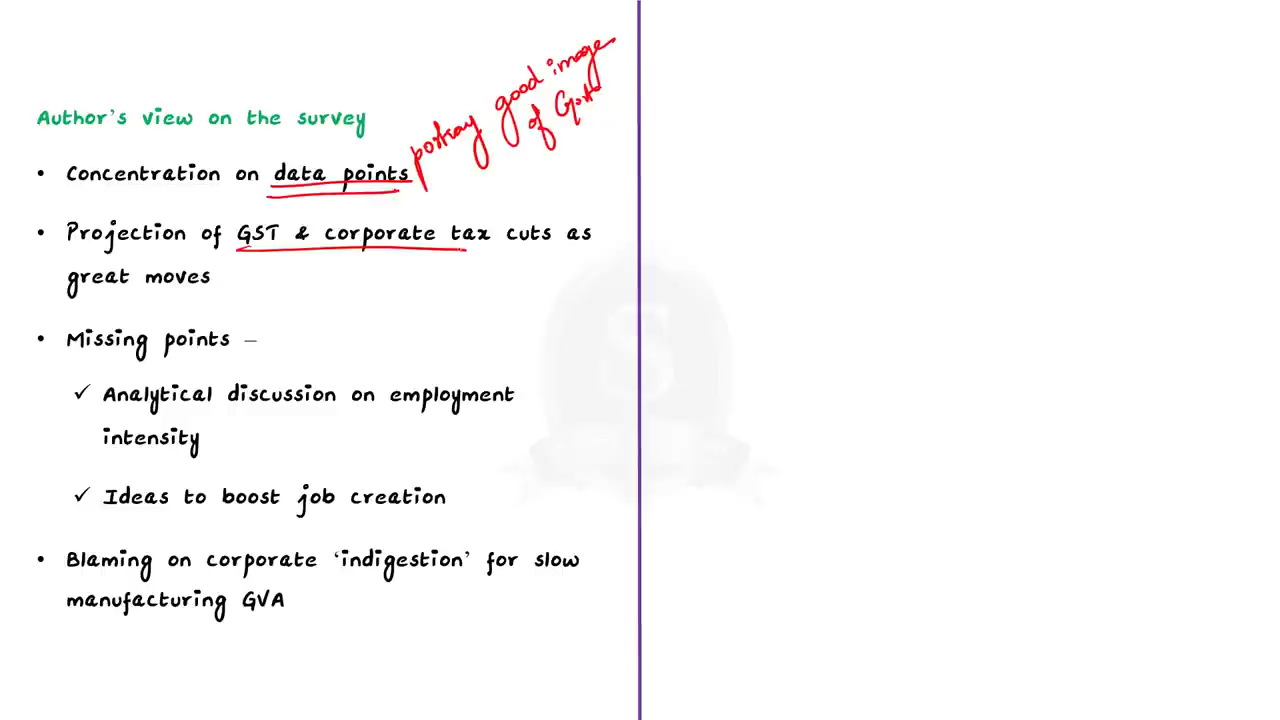 Author's view on the survey
• Concentration on data points
portray good image
of Govt
• Projection of GST & corporate tax cuts as
great moves
• Missing points –
✓ Analytical discussion on employment
intensity
✓ Ideas to boost job creation
• Blaming on corporate 'indigestion' for slow
manufacturing GVA
S